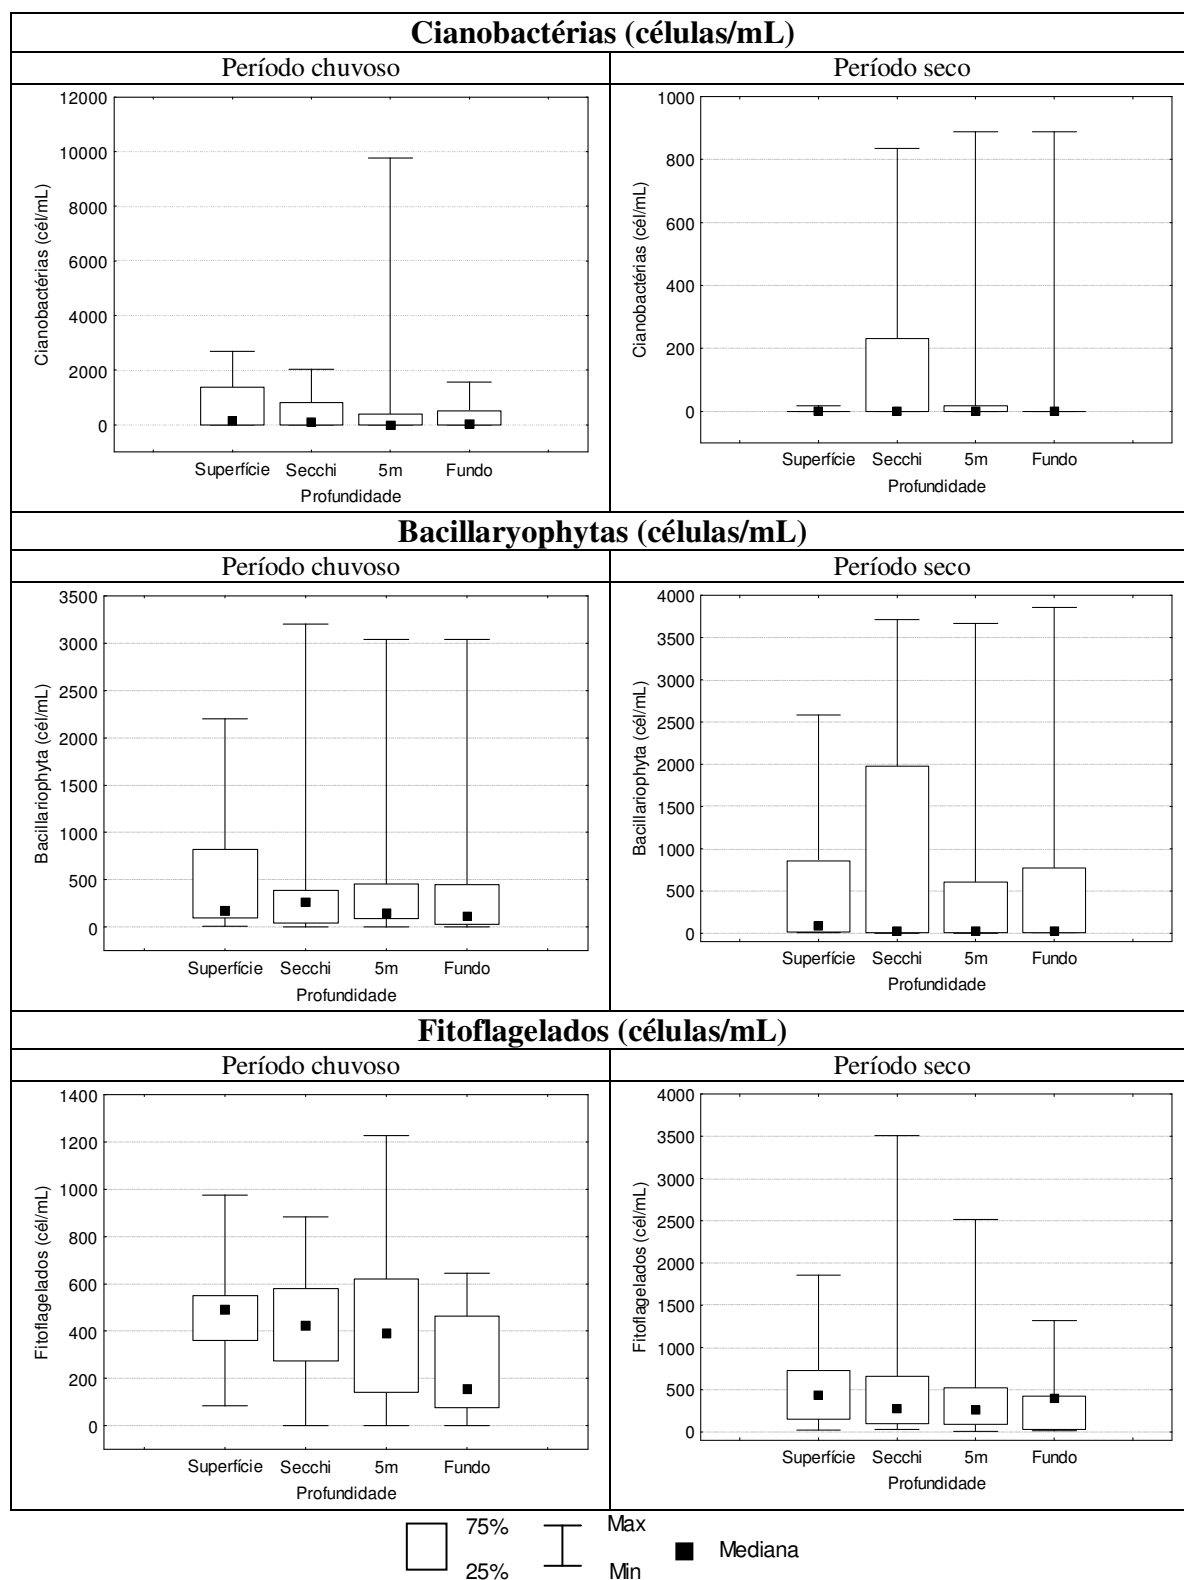 Cianobactérias (células/mL)
Período chuvoso
Período seco
12000
10000
8000
6000
4000
2000
0
Cianobactérias (cél/mL)
Superfície Secchi 5m Fundo
Profundidade
1000
800
600
400
200
0
Cianobactérias (cél/mL)
Superfície Secchi 5m Fundo
Profundidade
Bacillaryophytas (células/mL)
Período chuvoso
Período seco
3500
3000
2500
2000
1500
1000
500
0
Bacillariophyta (cél/mL)
Superfície Secchi 5m Fundo
Profundidade
4000
3500
3000
2500
2000
1500
1000
500
0
Bacillariophyta (cél/mL)
Superfície Secchi 5m Fundo
Profundidade
Fitoflagelados (células/mL)
Período chuvoso
Período seco
1400
1200
1000
800
600
400
200
0
Fitoflagelados (cél/mL)
Superfície Secchi 5m Fundo
Profundidade
4000
3500
3000
2500
2000
1500
1000
500
0
Fitoflagelados (cél/mL)
Superfície Secchi 5m Fundo
Profundidade
75%
25%
Max
Min
Mediana